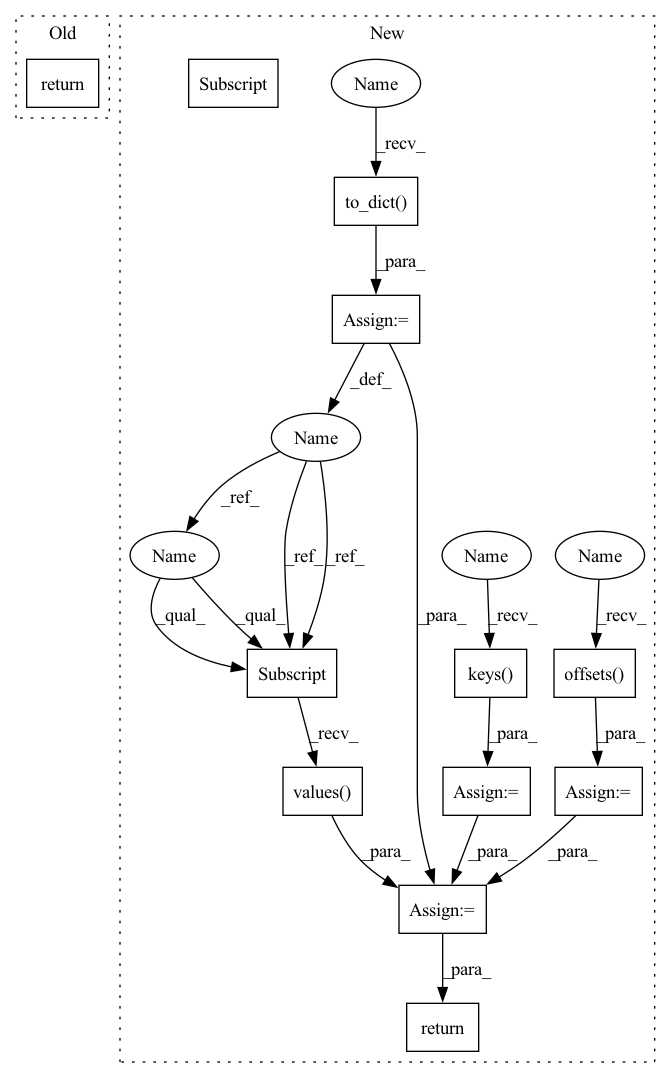 Old
New
return
Subscript
Name
_recv_
to_dict()
_para_
Assign:=
_def_
Name
_ref_
Name
_ref_
_ref_
Name
Name
_qual_
_qual_
_para_
_recv_
_recv_
Subscript
keys()
offsets()
_recv_
_para_
_para_
values()
Assign:=
Assign:=
_para_
_para_
_para_
Assign:=
_para_
return